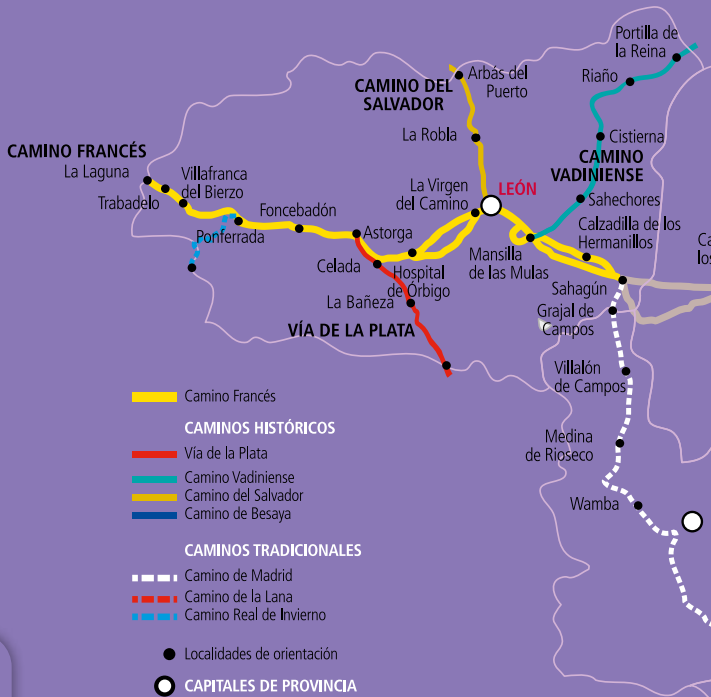 Portilla de
la Reina
Riaño
Arbás del
Puerto
CAMINO DEL
SALVADOR
La Robla
Cistierna
CAMINO
VADINIENSE
CAMINO FRANCÉS
La Laguna
Villafranca
del Bierzo
Trabadelo
La Virgen
del Camino
LEÓN
Sahechores
Foncebadón
Ponferrada
Astorga
Calzadilla de los
Hermanillos
Mansilla
de las Mulas
Celada
Hospital
de Órbigo
Sahagún
La Bañeza
Grajal de
Campos
VÍA DE LA PLATA
Villalón
de Campos
Medina
de Rioseco
Wamba
Camino Francés
CAMINOS HISTÓRICOS
Vía de la Plata
Camino Vadiniense
Camino del Salvador
Camino de Besaya
CAMINOS TRADICIONALES
Camino de Madrid
Camino de la Lana
Camino Real de Invierno
Localidades de orientación
CAPITALES DE PROVINCIA